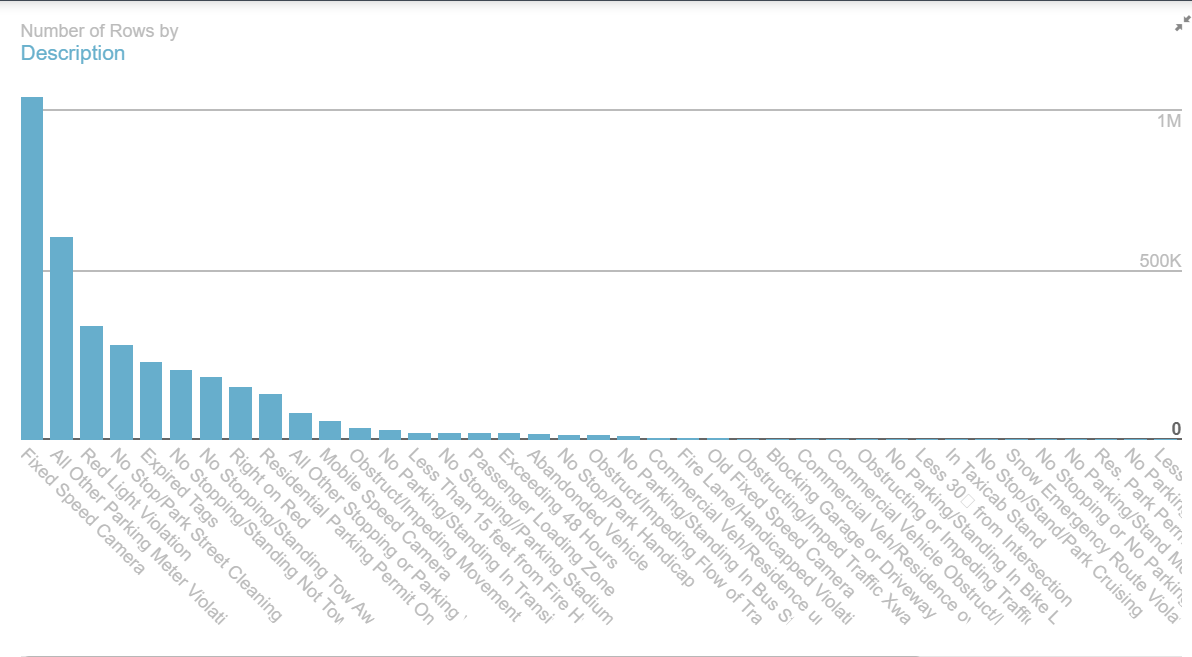 Number of Rows by
Description
1M
500K
0
Fixed Speed Camera
All Other Parking Meter Violati
Red Light Violation
No Stop/Park Street Cleaning
Expired Tags
No Stopping/Standing Not Tow
No Stopping/Standing Tow Aw
Right on Red
Residential Parking Permit On
All Other Stopping or Parking
Mobile Speed Camera
Obstruct/Impeding Movement
No Parking/Standing In Transi
Less Than 15 feet from Fire H
No Stopping//Parking Stadium
Passenger Loading Zone
Exceeding 48 Hours
Abandonded Vehicle
No Stop/Park Handicap
Obstruct/Impeding Flow of Tra
No Parking/Standing In Bus S
Commercial Veh/Residence u
Fire Lane/Handicapped Violati
Old Fixed Speed Camera
Obstructing/Imped Traffic Xwa
Blocking Garage or Driveway
Commercial Veh/Residence o
Commercial Vehicle Obstruct/I
Obstructing or Impeding Traffi
No Parking/Standing In Bike L
Less 30 from Intersection
In Taxicab Stand
No Stop/Stand/Park Cruising
Snow Emergency Route Viola
No Stopping or No Parking
No Parking/Stand Mo
Res. Park Perm
No Parking
Less